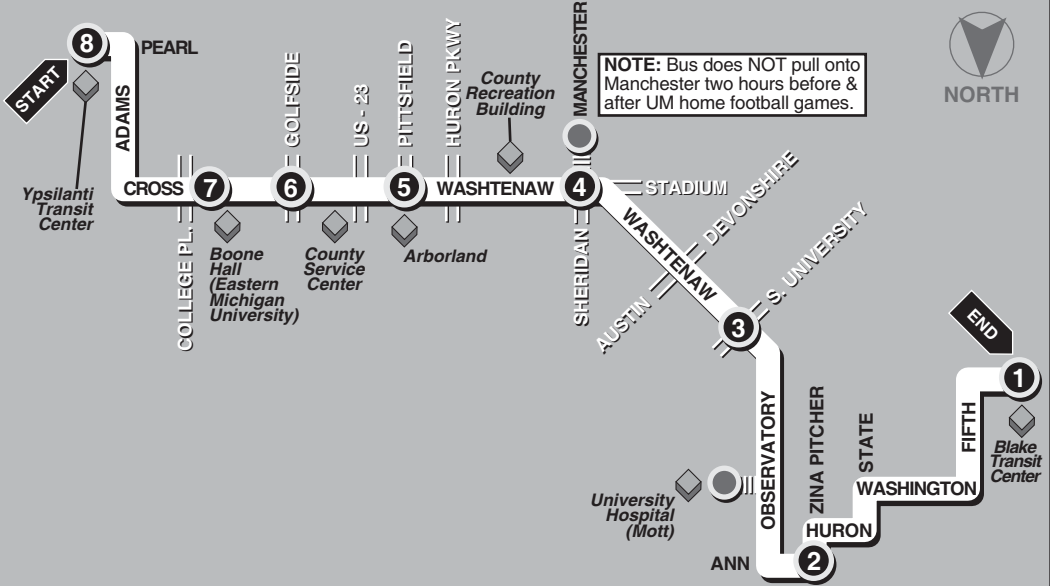 8
PEARL
START
ADAMS
Ypsilanti
Transit
Center
CROSS
7
COLLEGE PL.
Boone
Hall
(Eastern
Michigan
University)
GOLFSIDE
6
US - 23
County
Service
Center
PITTSFIELD
5
Arborland
HURON PKWY
WASHTENAW
County
Recreation
Building
MANCHESTER
4
SHERIDAN
NOTE: Bus does NOT pull onto
Manchester two hours before &
after UM home football games.
NORTH
STADIUM
WASHTENAW
DEVONSHIRE
AUSTIN
S. UNIVERSITY
3
OBSERVATORY
University
Hospital
(Mott)
ANN
2
ZINA PITCHER
HURON
STATE
WASHINGTON
FIFTH
END
1
Blake
Transit
Center